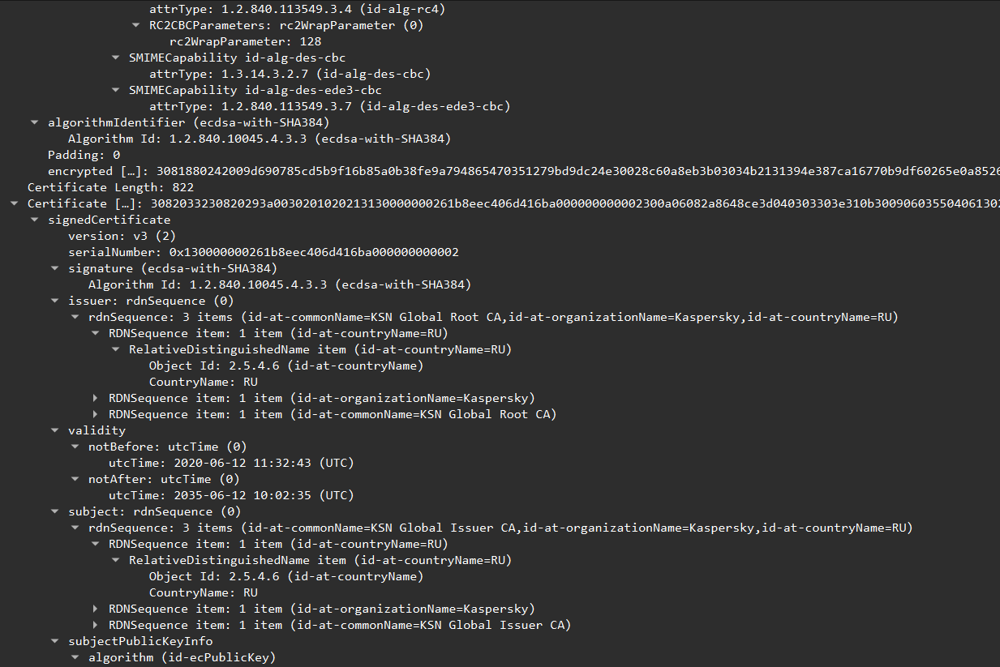 attrType: 1.2.840.113549.3.4 (id-alg-rc4)
RC2CBCParameters: rc2WrapParameter (0)
rc2WrapParameter: 128
SMIMECapability id-alg-des-cbc
attrType: 1.3.14.3.2.7 (id-alg-des-cbc)
SMIMECapability id-alg-des-ede3-cbc
attrType: 1.2.840.113549.3.7 (id-alg-des-ede3-cbc)
algorithmIdentifier (ecdsa-with-SHA384)
Algorithm Id: 1.2.840.10045.4.3.3 (ecdsa-with-SHA384)
Padding: 0
encrypted […]: 3081880242009d690785cd5b9f16b85a0b38fe9a794865470351279bd9dc24e30028c60a8eb3b03034b2131394e387ca16770b9df60265e0a8526
Certificate Length: 822
Certificate […]: 3082033230820293a00302010202131300000002​61b8eec406d416ba000000000002300a06082a8648ce3d040303303e310b300906035504061302
signedCertificate
version: v3 (2)
serialNumber: 0x130000000261b8eec406d416ba000000000002
signature (ecdsa-with-SHA384)
Algorithm Id: 1.2.840.10045.4.3.3 (ecdsa-with-SHA384)
issuer: rdnSequence (0)
rdnSequence: 3 items (id-at-commonName=KSN Global Root CA,id-at-organizationName=Kaspersky,id-at-countryName=RU)
RDNSequence item: 1 item (id-at-countryName=RU)
RelativeDistinguishedName item (id-at-countryName=RU)
Object Id: 2.5.4.6 (id-at-countryName)
CountryName: RU
RDNSequence item: 1 item (id-at-organizationName=Kaspersky)
RDNSequence item: 1 item (id-at-commonName=KSN Global Root CA)
validity
notBefore: utcTime (0)
utcTime: 2020-06-12 11:32:43 (UTC)
notAfter: utcTime (0)
utcTime: 2035-06-12 10:02:35 (UTC)
subject: rdnSequence (0)
rdnSequence: 3 items (id-at-commonName=KSN Global Issuer CA,id-at-organizationName=Kaspersky,id-at-countryName=RU)
RDNSequence item: 1 item (id-at-countryName=RU)
RelativeDistinguishedName item (id-at-countryName=RU)
Object Id: 2.5.4.6 (id-at-countryName)
CountryName: RU
RDNSequence item: 1 item (id-at-organizationName=Kaspersky)
RDNSequence item: 1 item (id-at-commonName=KSN Global Issuer CA)
subjectPublicKeyInfo
algorithm (id-ecPublicKey)